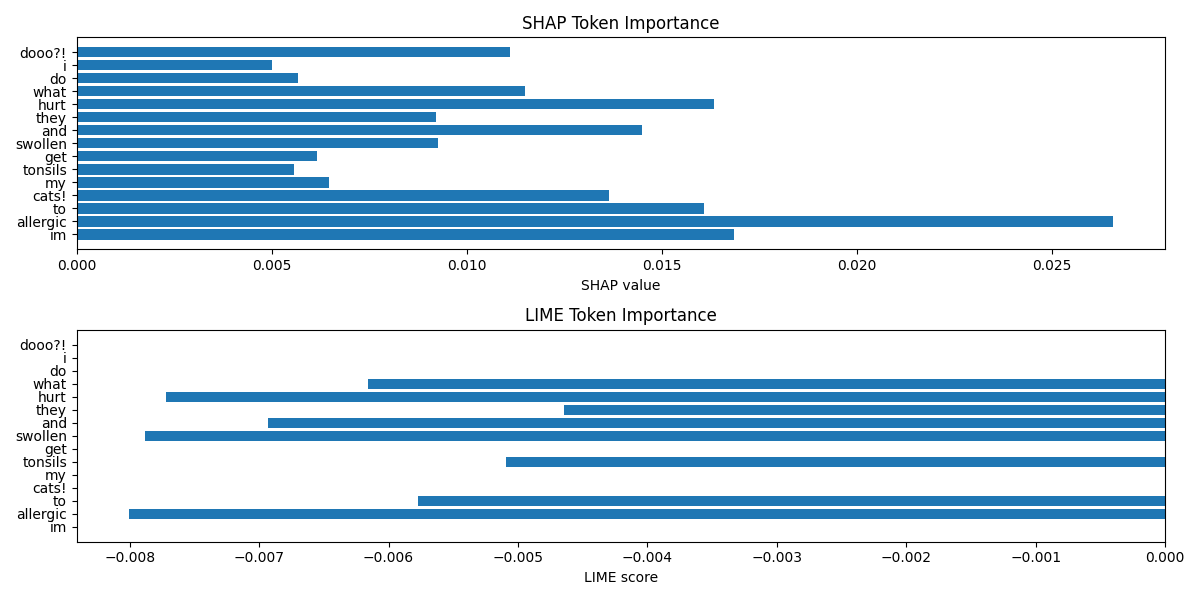 SHAP Token Importance
dooo?!
i
do
what
hurt
they
and
swollen
get
tonsils
my
cats!
to
allergic
im
0.000 0.005 0.010 0.015 0.020 0.025
SHAP value
LIME Token Importance
dooo?!
i
do
what
hurt
they
and
swollen
get
tonsils
my
cats!
to
allergic
im
−0.008 −0.007 −0.006 −0.005 −0.004 −0.003 −0.002 −0.001 0.000
LIME score